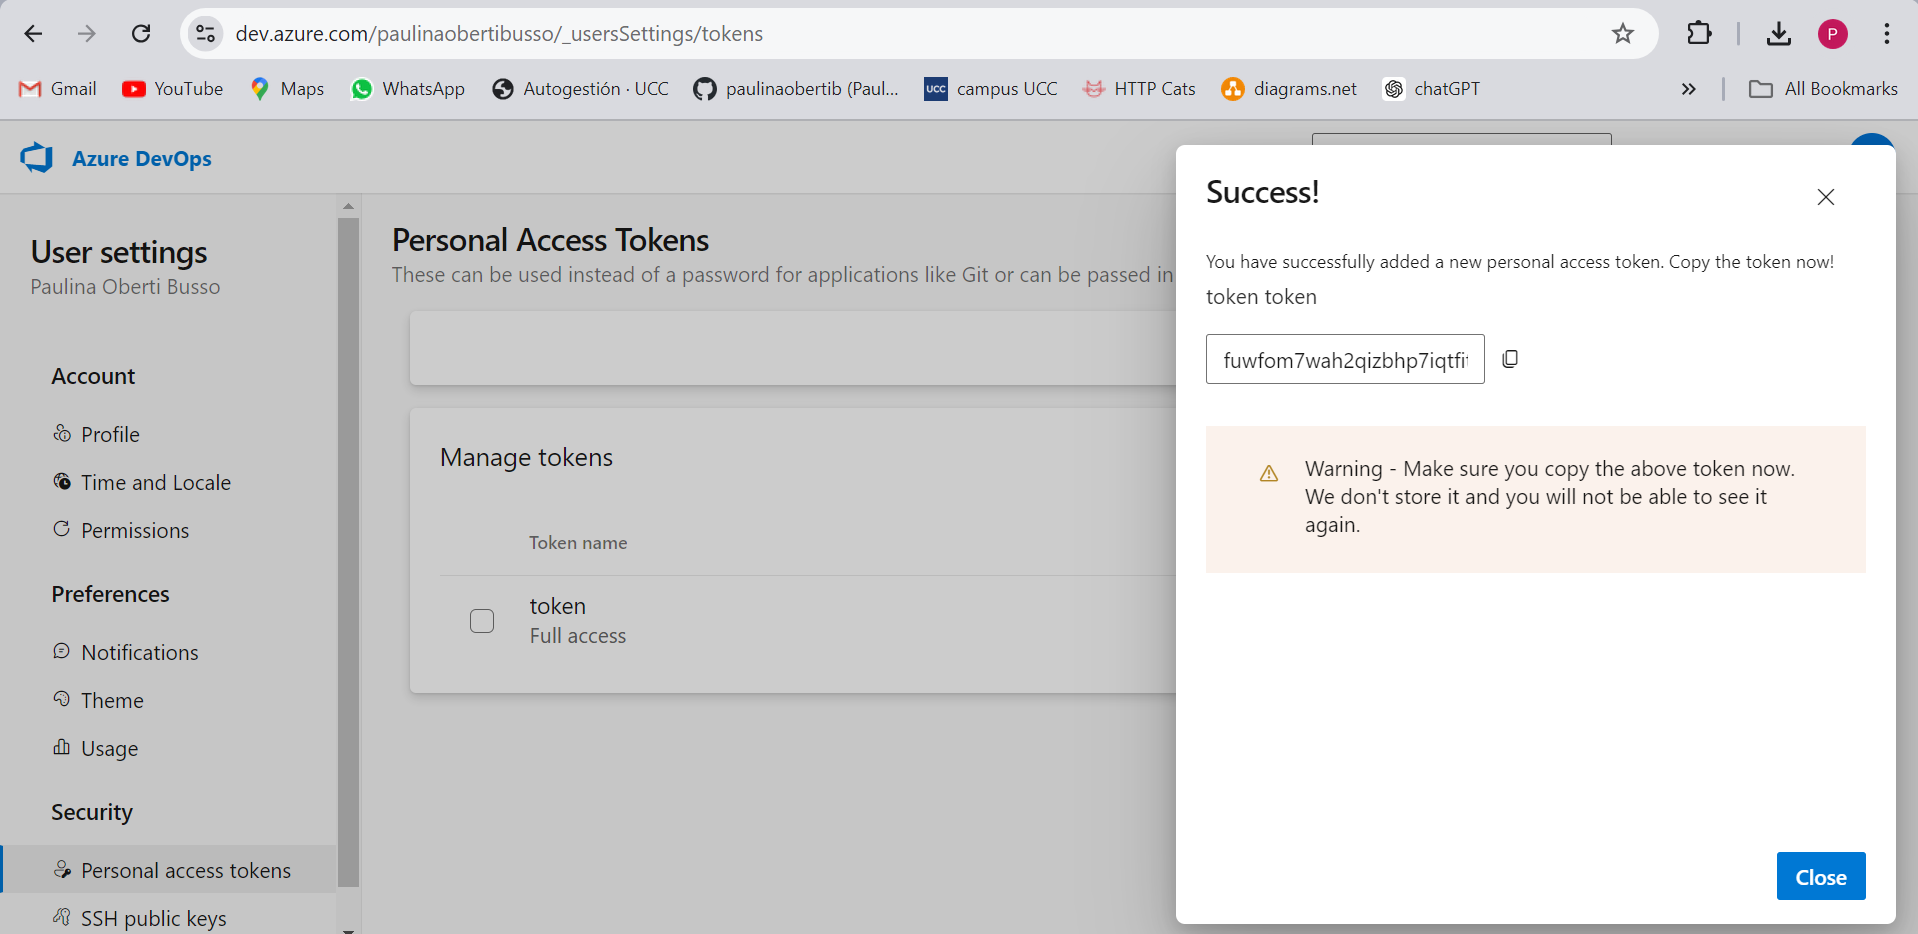 dev.azure.com/paulinaobertibusso/_usersSettings/tokens
P
Gmail
YouTube
Maps
WhatsApp
Autogestión · UCC
paulinaobertib (Paul...
UCC
campus UCC
HTTP Cats
diagrams.net
chatGPT
All Bookmarks
Azure DevOps
User settings
Paulina Oberti Busso
Account
Profile
Time and Locale
Permissions
Preferences
Notifications
Theme
Usage
Security
Personal access tokens
SSH public keys
Personal Access Tokens
These can be used instead of a password for applications like Git or can be passed in
Manage tokens
Token name
token
Full access
Success!
You have successfully added a new personal access token. Copy the token now!
token token
fuwfom7wah2qizbhp7iqtfi
Warning - Make sure you copy the above token now.
We don't store it and you will not be able to see it
again.
Close